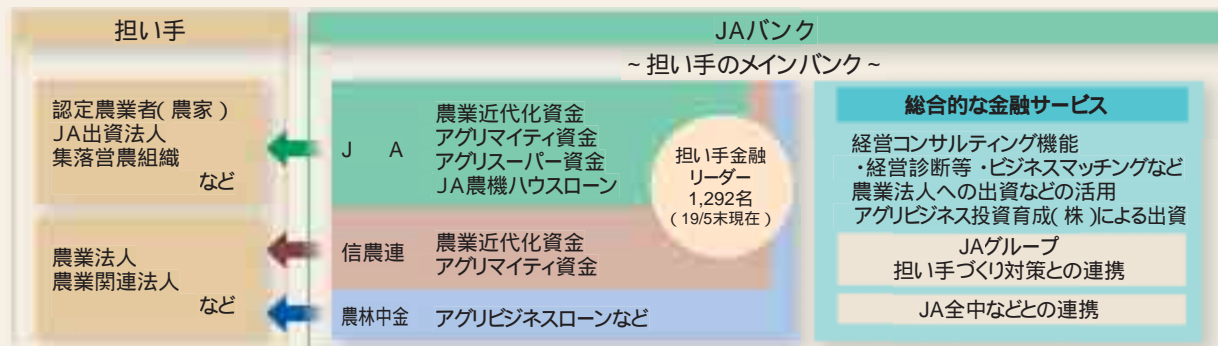 担い手
JAバンク
~担い手のメインバンク~
認定農業者(農家)
JA出資法人
集落営農組織
など
農業法人
農業関連法人
など
J A
農業近代化資金
アグリマイティ資金
アグリスーパー資金
JA農機ハウスローン
信農連
農業近代化資金
アグリマイティ資金
農林中金
アグリビジネスローンなど
担い手金融
リーダー
1,292名
(19/5末現在)
総合的な金融サービス
経営コンサルティング機能
・経営診断等 ・ビジネスマッチングなど
農業法人への出資などの活用
アグリビジネス投資育成(株)による出資
JAグループ
担い手づくり対策との連携
JA全中などとの連携